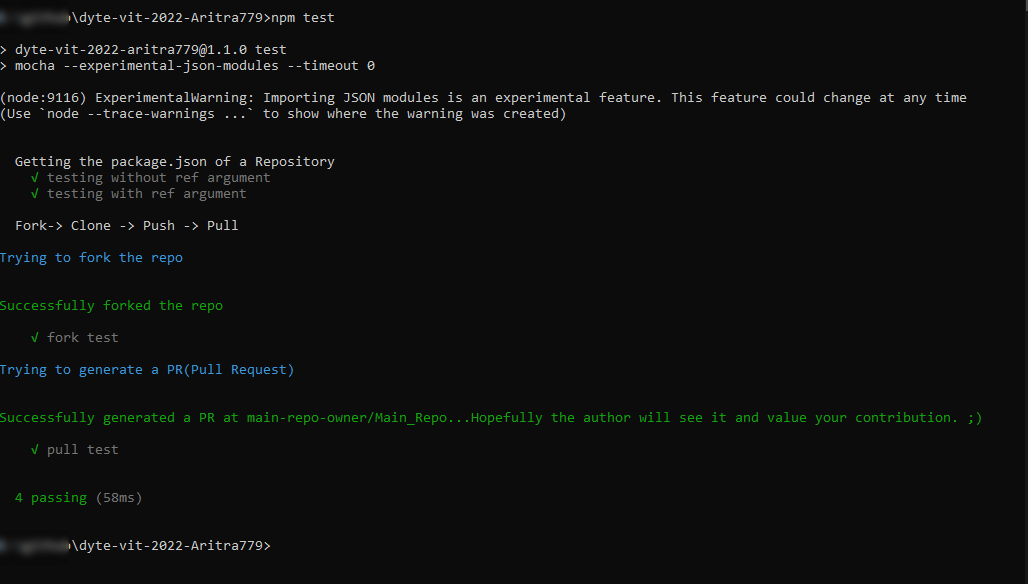 \dyte-vit-2022-Aritra779>npm test
> dyte-vit-2022-aritra779@1.1.0 test
> mocha --experimental-json-modules --timeout 0
(node:9116) ExperimentalWarning: Importing JSON modules is an experimental feature. This feature could change at any time
(Use `node --trace-warnings ...` to show where the warning was created)
Getting the package.json of a Repository
√ testing without ref argument
√ testing with ref argument
Fork-> Clone -> Push -> Pull
Trying to fork the repo
Successfully forked the repo
√ fork test
Trying to generate a PR(Pull Request)
Successfully generated a PR at main-repo-owner/Main_Repo...Hopefully the author will see it and value your contribution. ;)
√ pull test
4 passing (58ms)
\dyte-vit-2022-Aritra779>